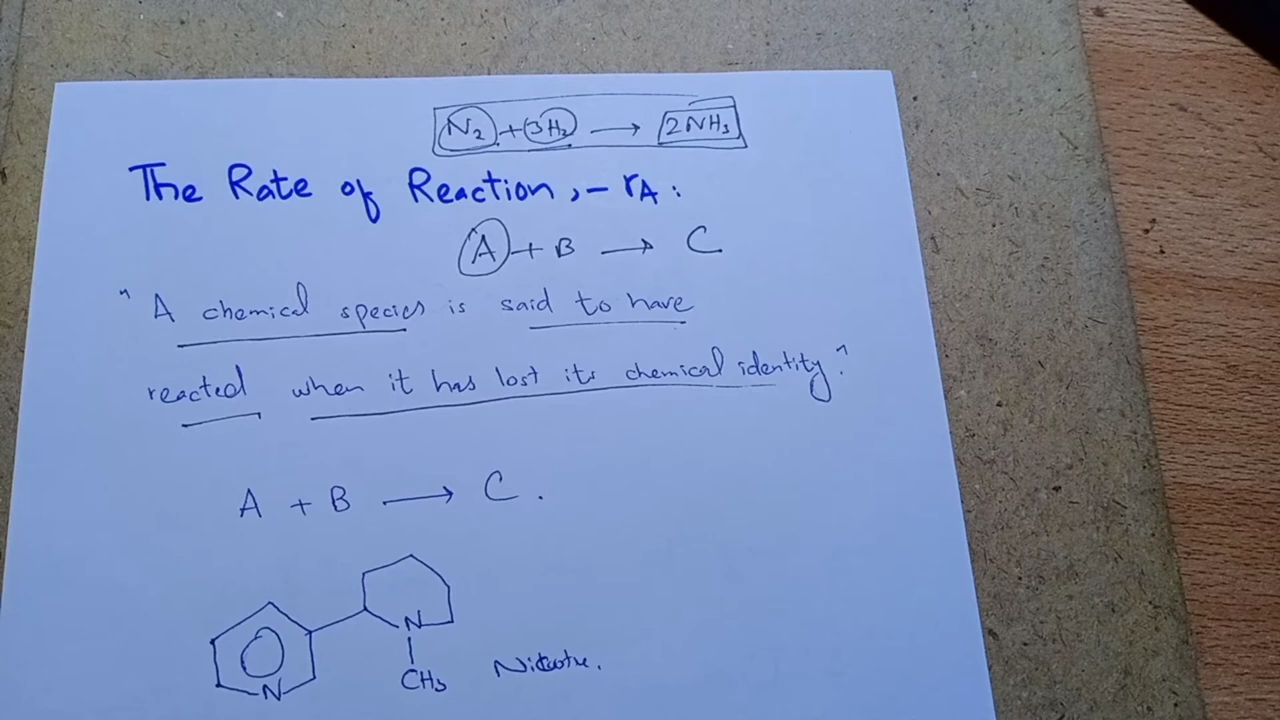 N₂ + 3H₂ → 2NH₃
The Rate of Reaction, -rA:
A + B → C
" A chemical species is said to have
reacted when it has lost its chemical identity."
A + B → C.
N
N
CH₃